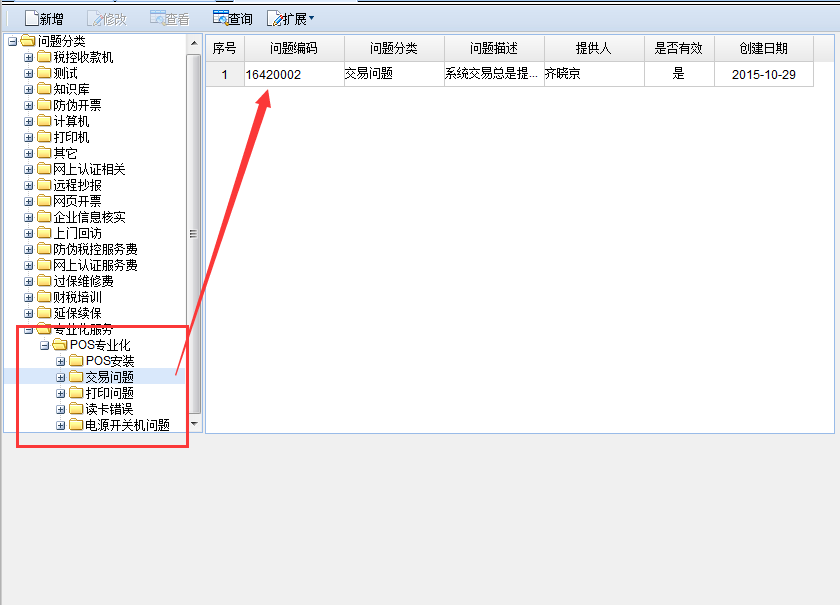 新增 修改 查看 查询 扩展
问题分类
税控收款机
测试
知识库
防伪开票
计算机
打印机
其它
网上认证相关
远程抄报
网页开票
企业信息核实
上门回访
防伪税控服务费
网上认证服务费
过保维修费
财税培训
延保续保
专业化服务
POS专业化
POS安装
交易问题
打印问题
读卡错误
电源开关机问题
序号 问题编码 问题分类 问题描述 提供人 是否有效 创建日期
1 16420002 交易问题 系统交易总是提... 齐晓京 是 2015-10-29